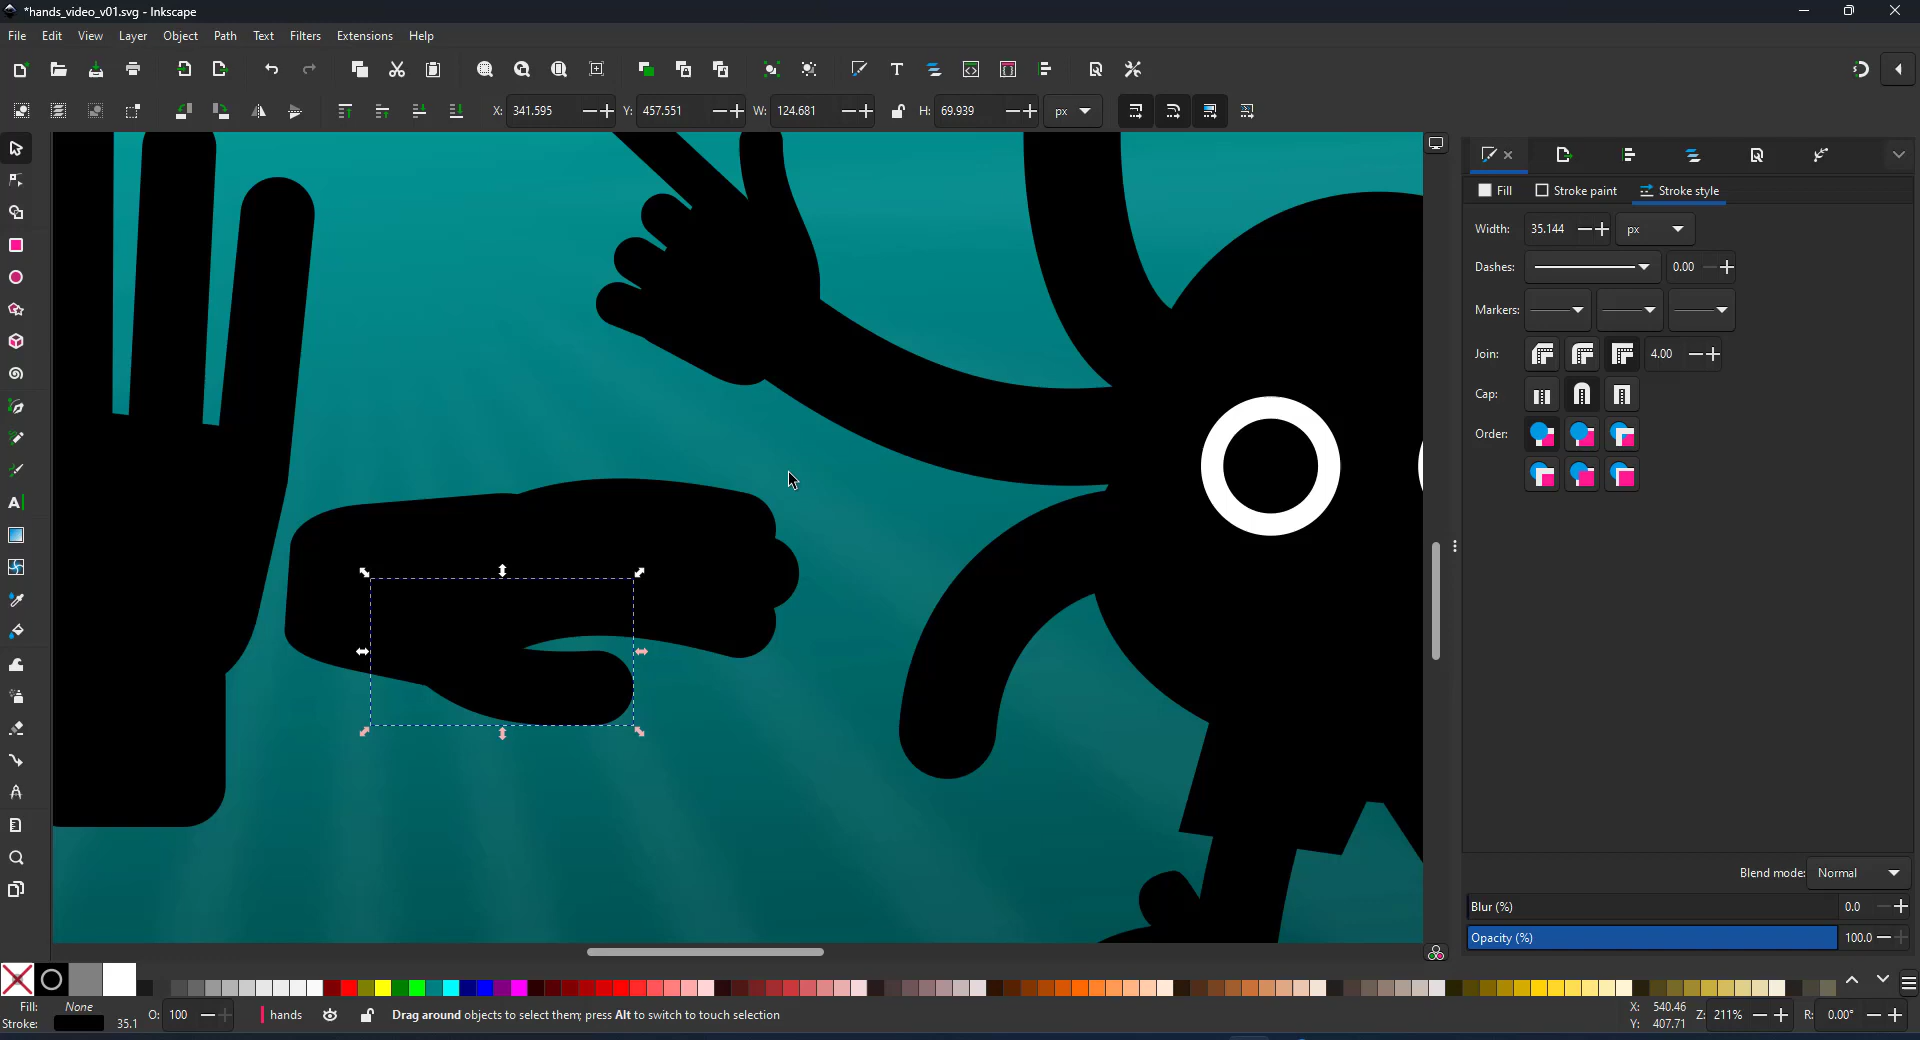 *hands_video_v01.svg - Inkscape
File Edit View Layer Object Path Text Filters Extensions Help
X: 341.595 Y: 457.551 W: 124.681 H: 69.939 px
Fill Stroke paint Stroke style
Width: 35.144 px
Dashes: 0.00
Markers:
Join: 4.00
Cap:
Order:
Blend mode: Normal
Blur (%) 0.0
Opacity (%) 100.0
Fill: None
Stroke: 35.1
O: 100
hands
Drag around objects to select them; press Alt to switch to touch selection
X: 540.46
Y: 407.71
Z: 211%
R: 0.00°